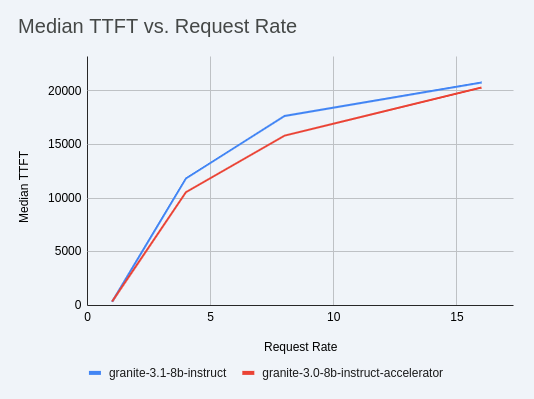 Median TTFT vs. Request Rate
20000
15000
10000
5000
0
Median TTFT
0 5 10 15
Request Rate
granite-3.1-8b-instruct granite-3.0-8b-instruct-accelerator